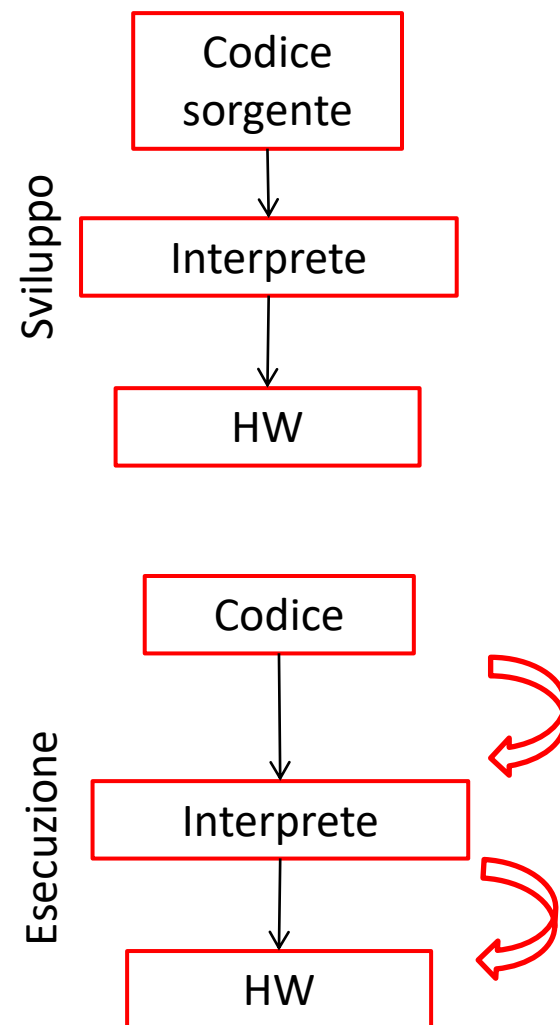 Codice
sorgente
Sviluppo
Interprete
HW
Codice
Esecuzione
Interprete
HW